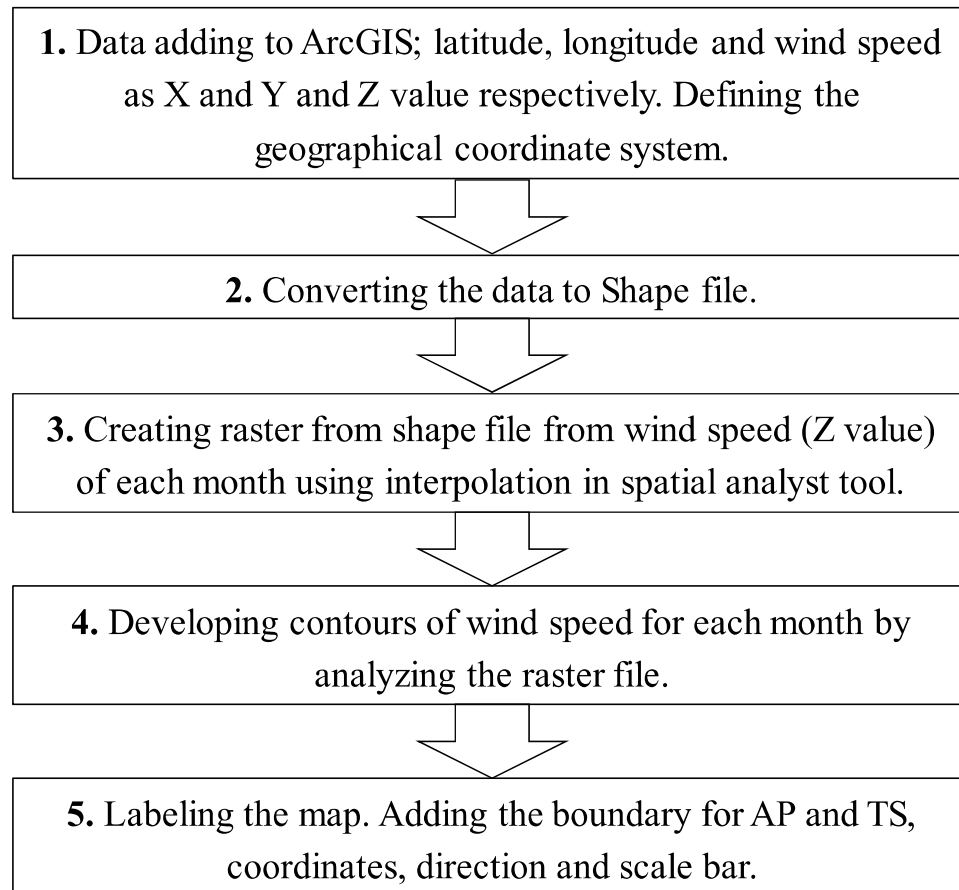 1. Data adding to ArcGIS; latitude, longitude and wind speed
as X and Y and Z value respectively. Defining the
geographical coordinate system.
2. Converting the data to Shape file.
3. Creating raster from shape file from wind speed (Z value)
of each month using interpolation in spatial analyst tool.
4. Developing contours of wind speed for each month by
analyzing the raster file.
5. Labeling the map. Adding the boundary for AP and TS,
coordinates, direction and scale bar.